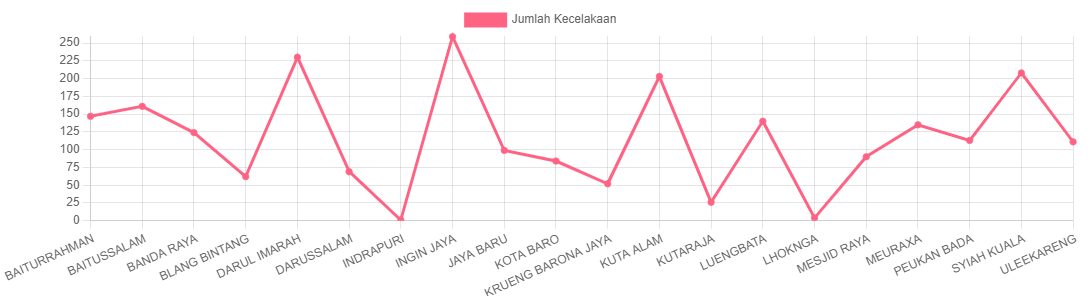 Jumlah Kecelakaan
250
225
200
175
150
125
100
75
50
25
0
BAITURRAHMAN
BAITUSSALAM
BANDA RAYA
BLANG BINTANG
DARUL IMARAH
DARUSSALAM
INDRAPURI
INGIN JAYA
JAYA BARU
KOTA BARO
KRUENG BARONA JAYA
KUTA ALAM
KUTARAJA
LUENGBATA
LHOKNGA
MESJID RAYA
MEURAXA
PEUKAN BADA
SYIAH KUALA
ULEEKARENG